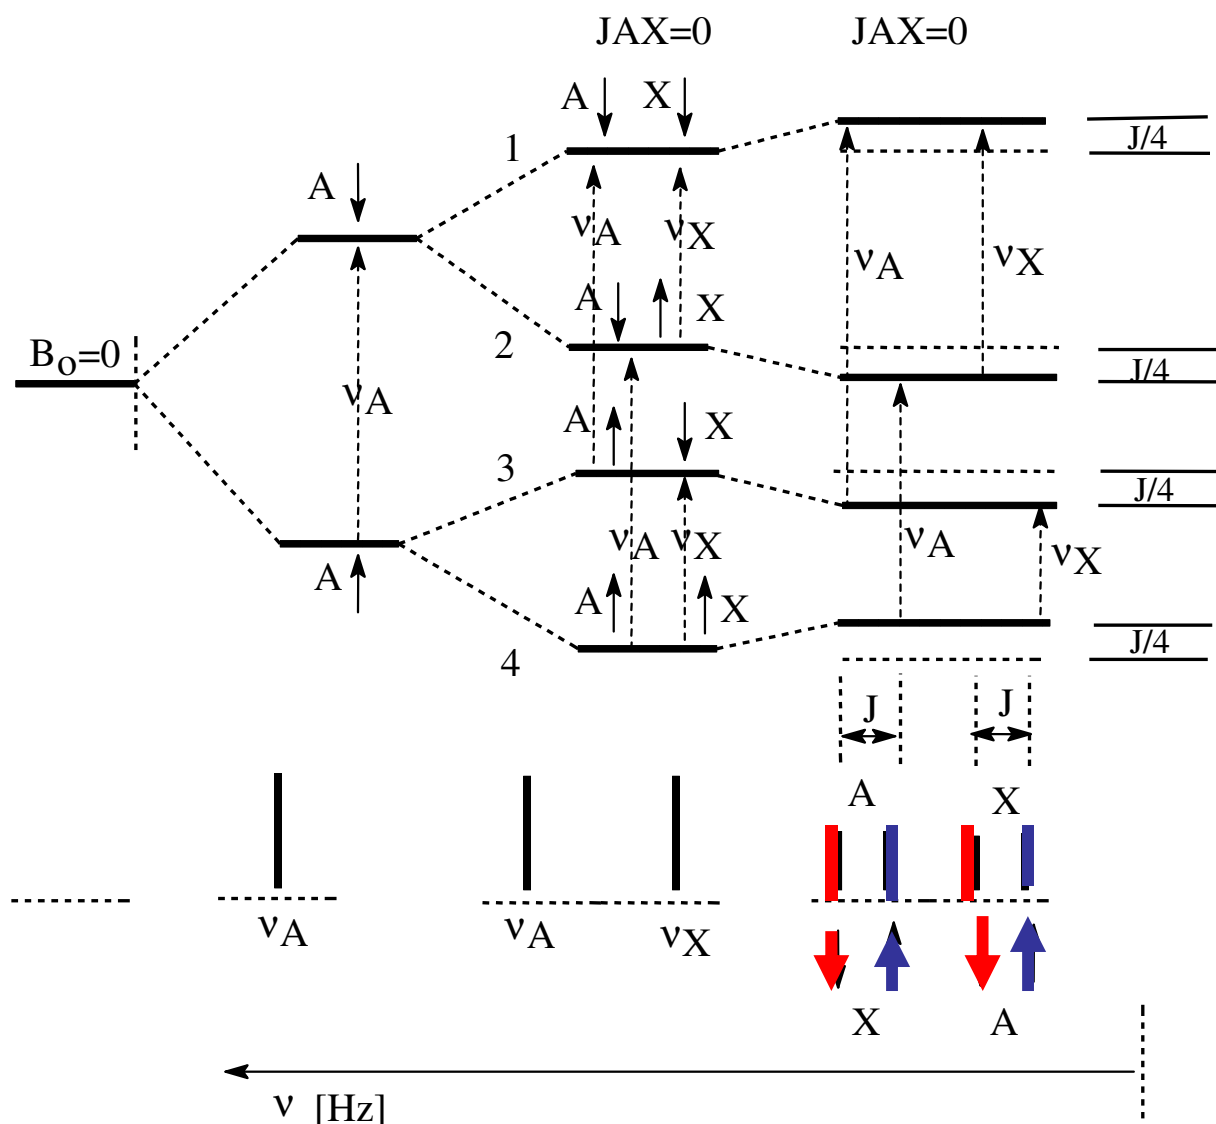 JAX=0 JAX=0
A X
1 J/4
A
νA νX
νA νX
A X
2
Bo=0 J/4
νA
A X
3
J/4
νA νX νA νX
A A X
J/4
4
J J
A X
νA νA νX
X A
ν [Hz]